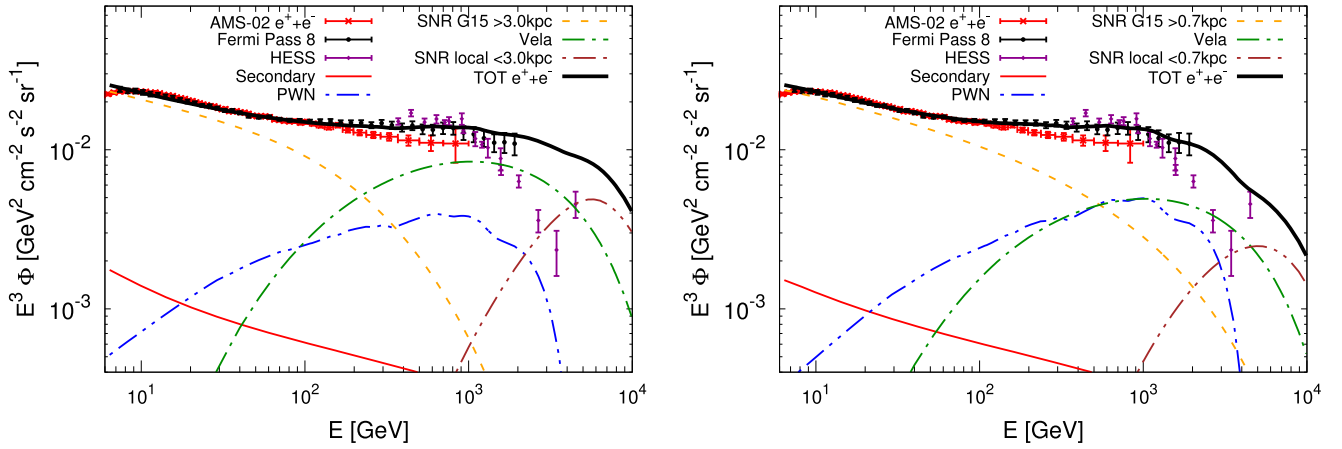 AMS-02 e⁺+e⁻
Fermi Pass 8
HESS
Secondary
PWN
SNR G15 >3.0kpc
Vela
SNR local <3.0kpc
TOT e⁺+e⁻
E³ Φ [GeV² cm⁻² s⁻² sr⁻¹]
10⁻²
10⁻³
10¹ 10² 10³ 10⁴
E [GeV]
AMS-02 e⁺+e⁻
Fermi Pass 8
HESS
Secondary
PWN
SNR G15 >0.7kpc
Vela
SNR local <0.7kpc
TOT e⁺+e⁻
E³ Φ [GeV² cm⁻² s⁻² sr⁻¹]
10⁻²
10⁻³
10¹ 10² 10³ 10⁴
E [GeV]